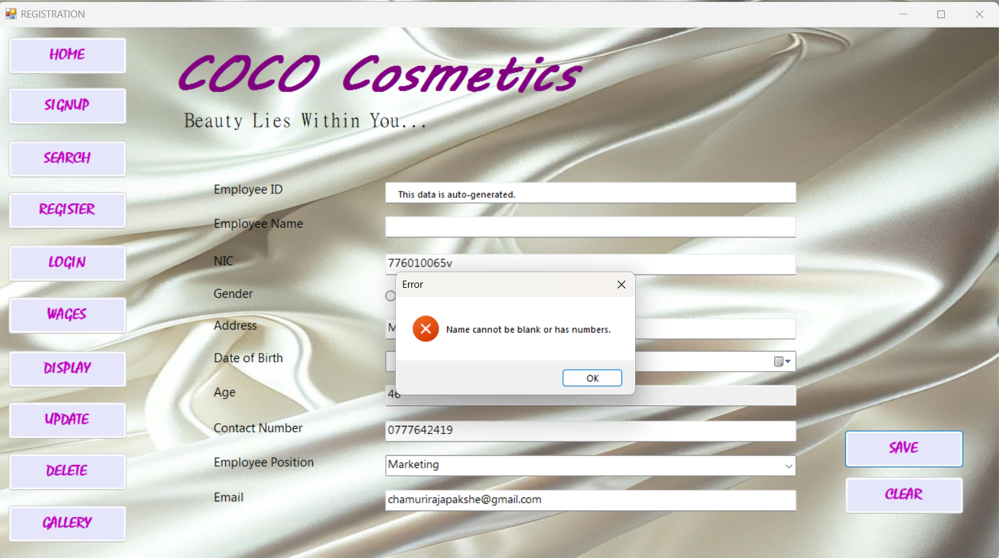 REGISTRATION
HOME
SIGNUP
SEARCH
REGISTER
LOGIN
WAGES
DISPLAY
UPDATE
DELETE
GALLERY
COCO Cosmetics
Beauty Lies Within You...
Employee ID
This data is auto-generated.
Employee Name
NIC
776010065v
Gender
Address
M
Date of Birth
Age
46
Contact Number
0777642419
Employee Position
Marketing
Email
chamurirajapakshe@gmail.com
Error
Name cannot be blank or has numbers.
OK
SAVE
CLEAR